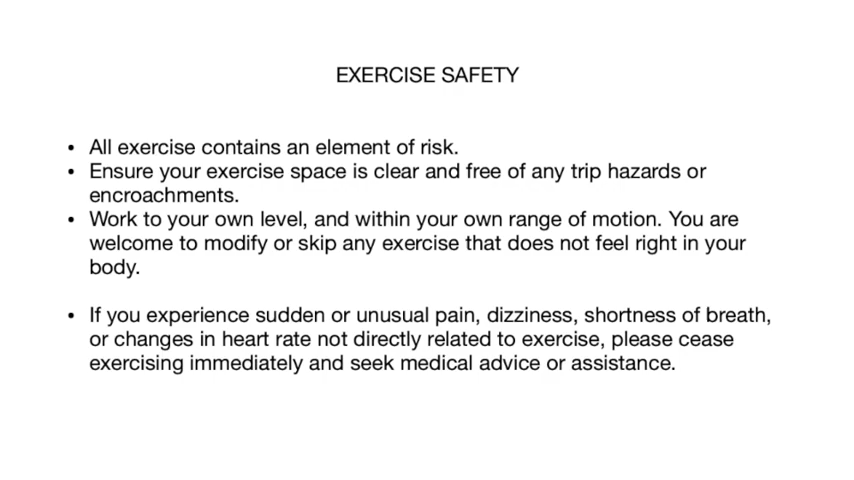 EXERCISE SAFETY
• All exercise contains an element of risk.
• Ensure your exercise space is clear and free of any trip hazards or
encroachments.
• Work to your own level, and within your own range of motion. You are
welcome to modify or skip any exercise that does not feel right in your
body.
• If you experience sudden or unusual pain, dizziness, shortness of breath,
or changes in heart rate not directly related to exercise, please cease
exercising immediately and seek medical advice or assistance.